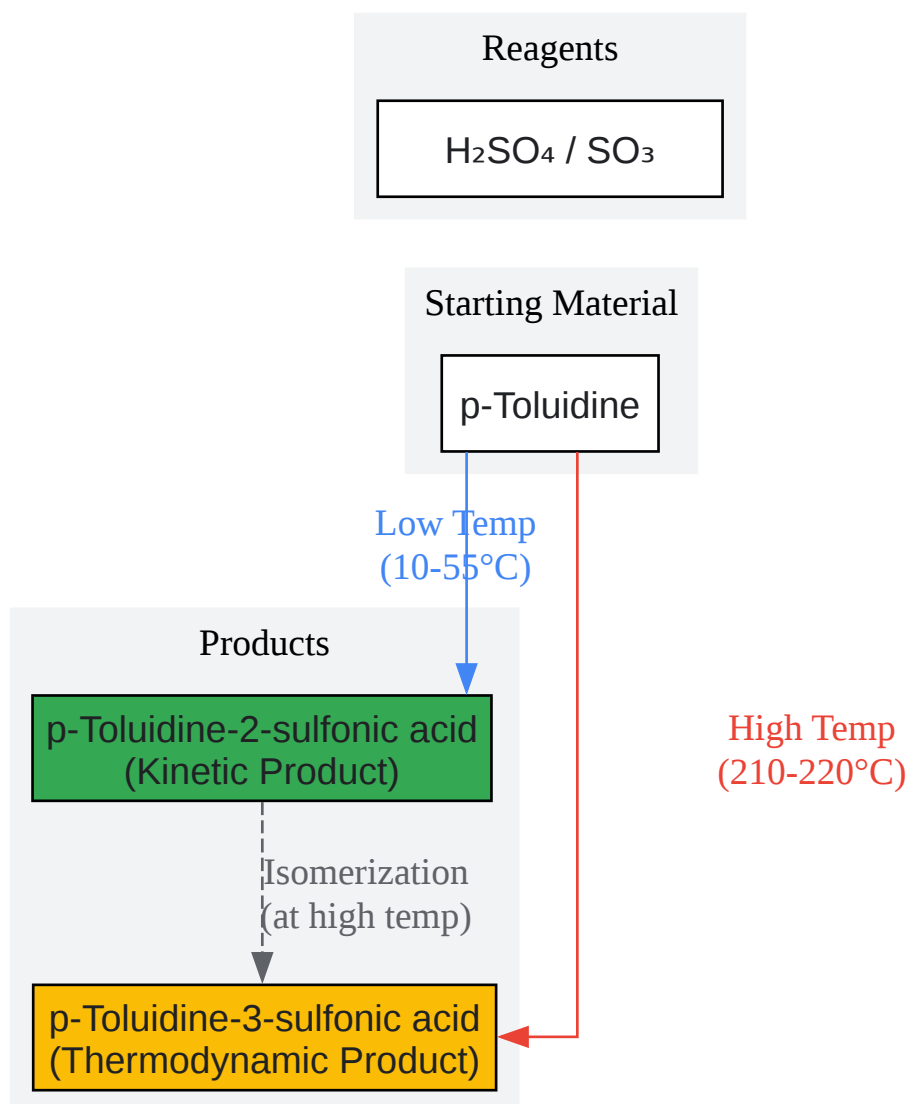 Reagents
H₂SO₄ / SO₃
Starting Material
p-Toluidine
Low Temp
(10-55°C)
Products
p-Toluidine-2-sulfonic acid
(Kinetic Product)
High Temp
(210-220°C)
Isomerization
(at high temp)
p-Toluidine-3-sulfonic acid
(Thermodynamic Product)